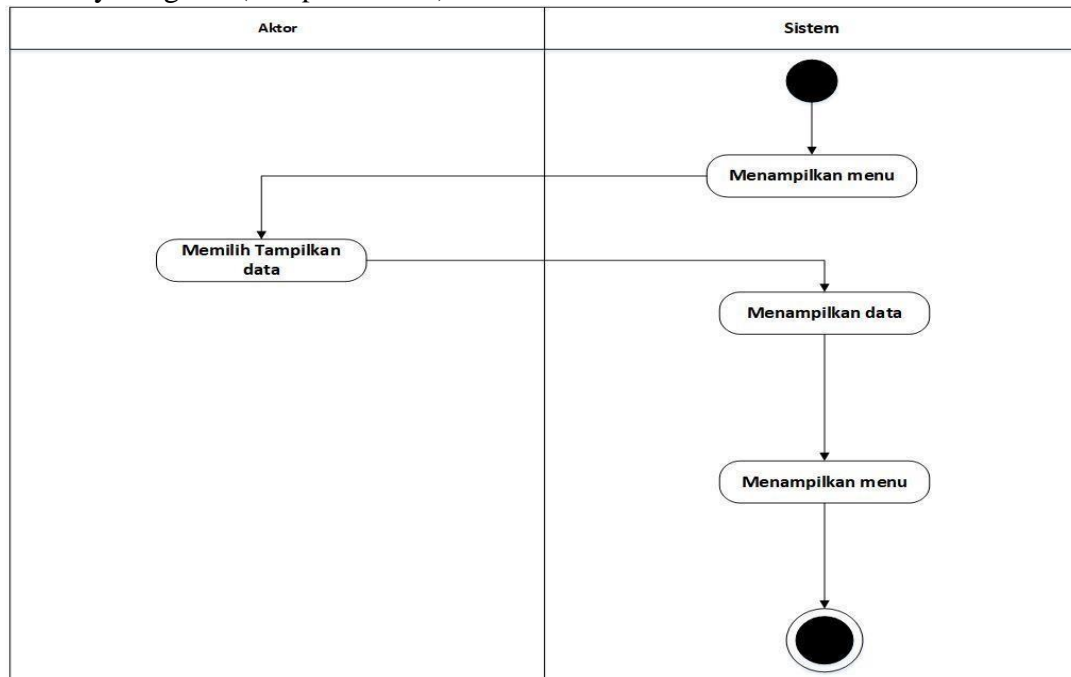 Aktor
Sistem
Menampilkan menu
Memilih Tampilkan
data
Menampilkan data
Menampilkan menu